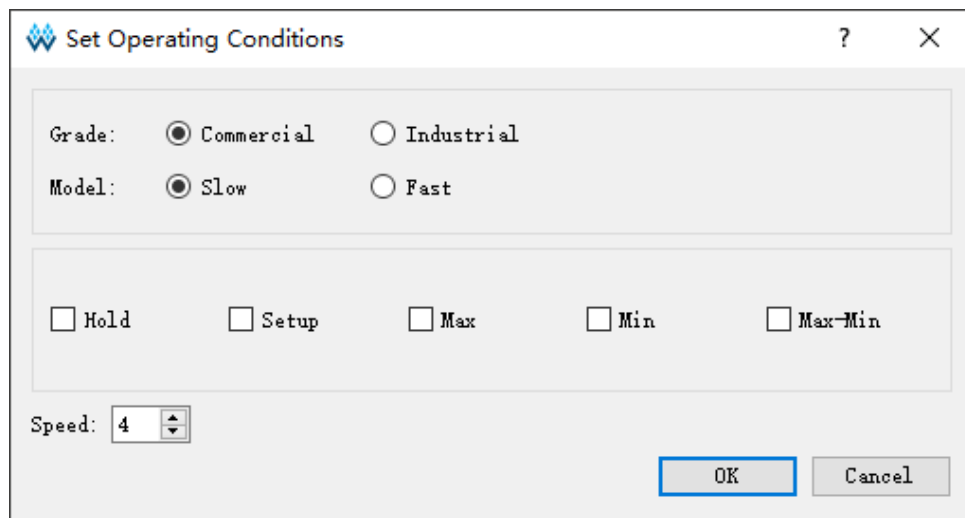 Set Operating Conditions ?
Grade: Commercial Industrial
Model: Slow Fast
Hold Setup Max Min Max-Min
Speed: 4
OK Cancel